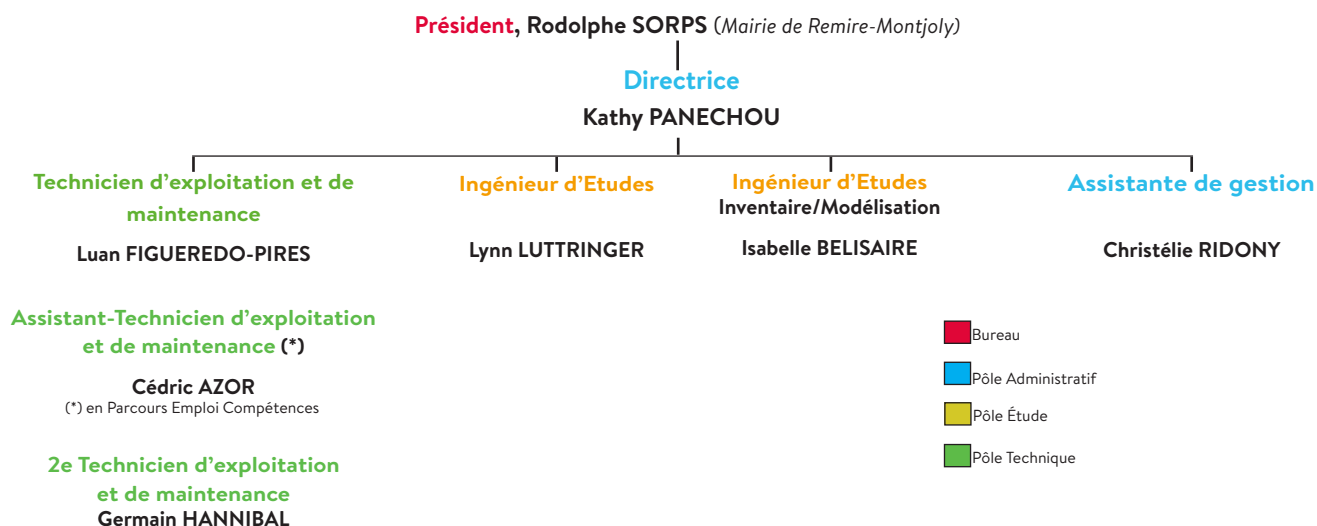 Président, Rodolphe SORPS (Mairie de Remire-Montjoly)
Directrice
Kathy PANECHOU
Technicien d'exploitation et de
maintenance
Luan FIGUEREDO-PIRES
Ingénieur d'Etudes
Lynn LUTTRINGER
Ingénieur d'Etudes
Inventaire/Modélisation
Isabelle BELISAIRE
Assistante de gestion
Christélie RIDONY
Assistant-Technicien d'exploitation
et de maintenance (*)
Cédric AZOR
(*) en Parcours Emploi Compétences
2e Technicien d'exploitation
et de maintenance
Germain HANNIBAL
Bureau
Pôle Administratif
Pôle Étude
Pôle Technique